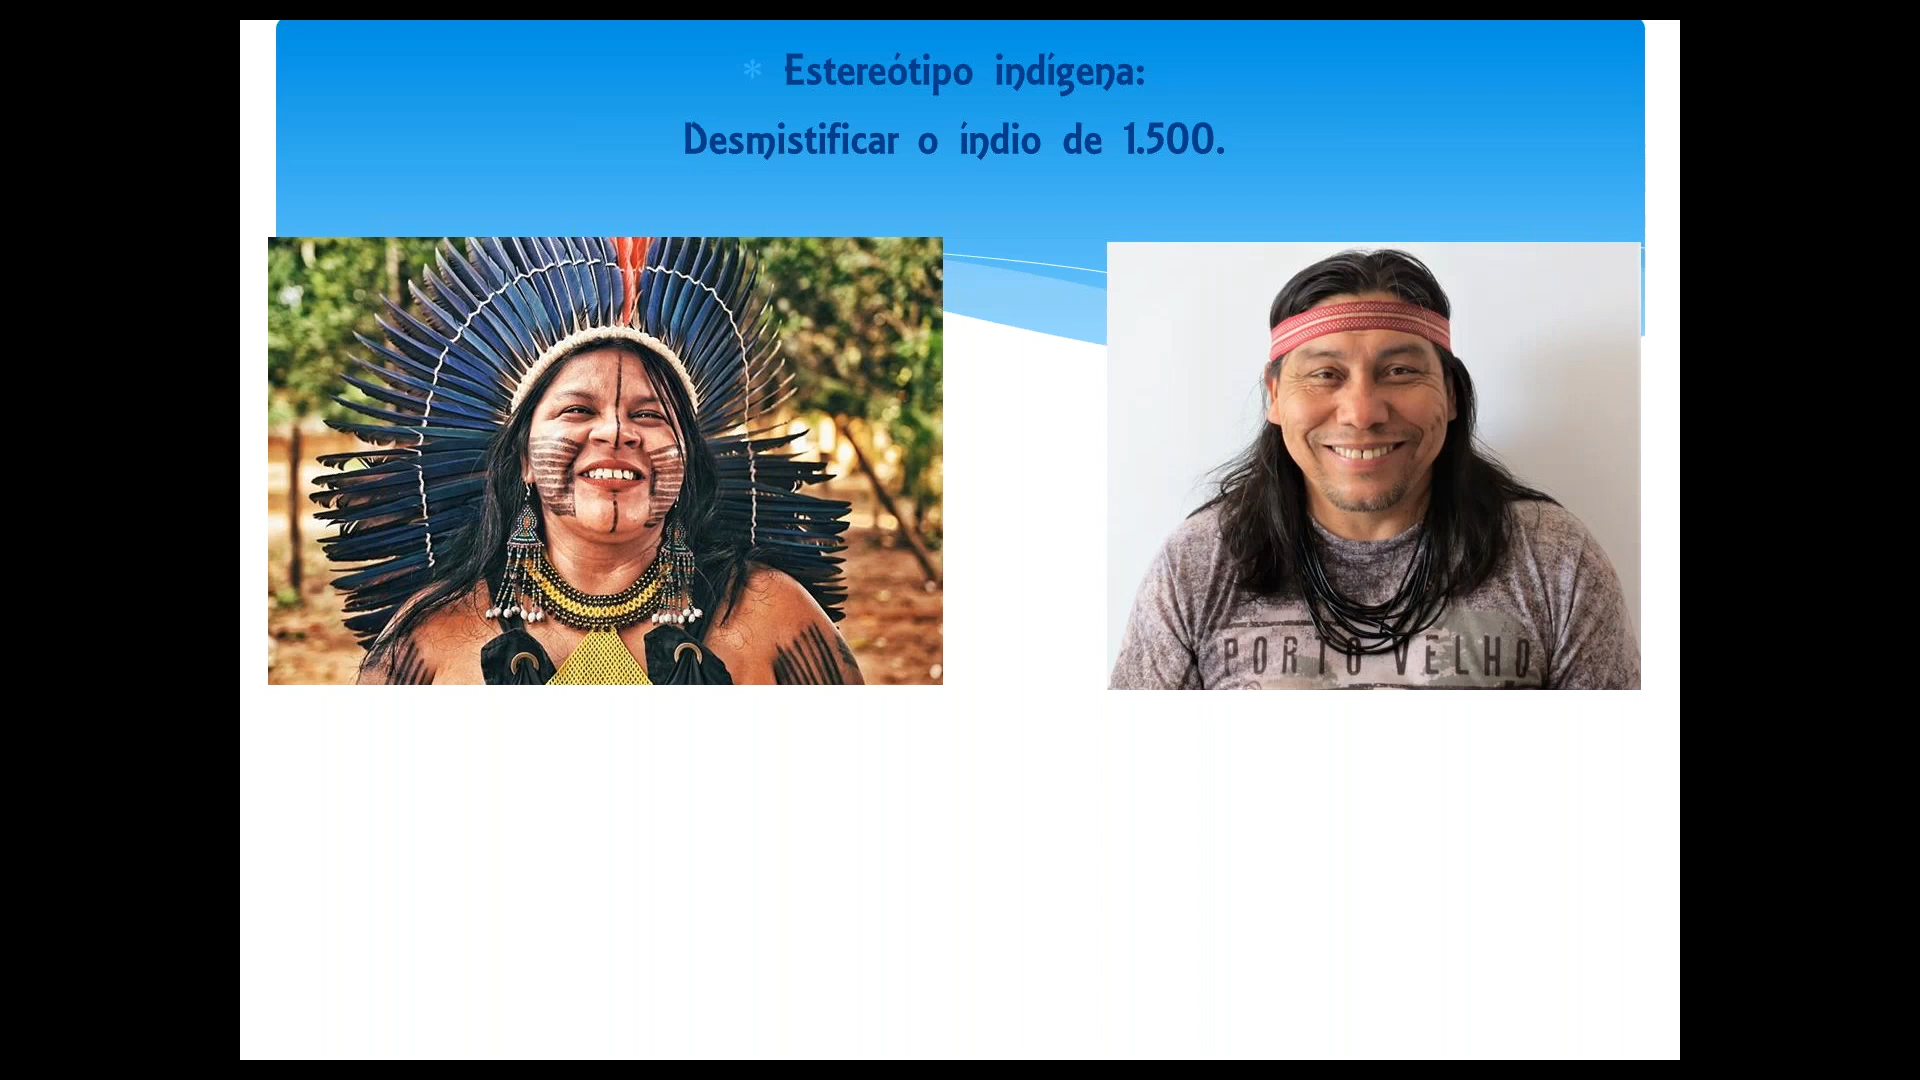 * Estereótipo indígena:
Desmistificar o índio de 1.500.
PORTO VELHO